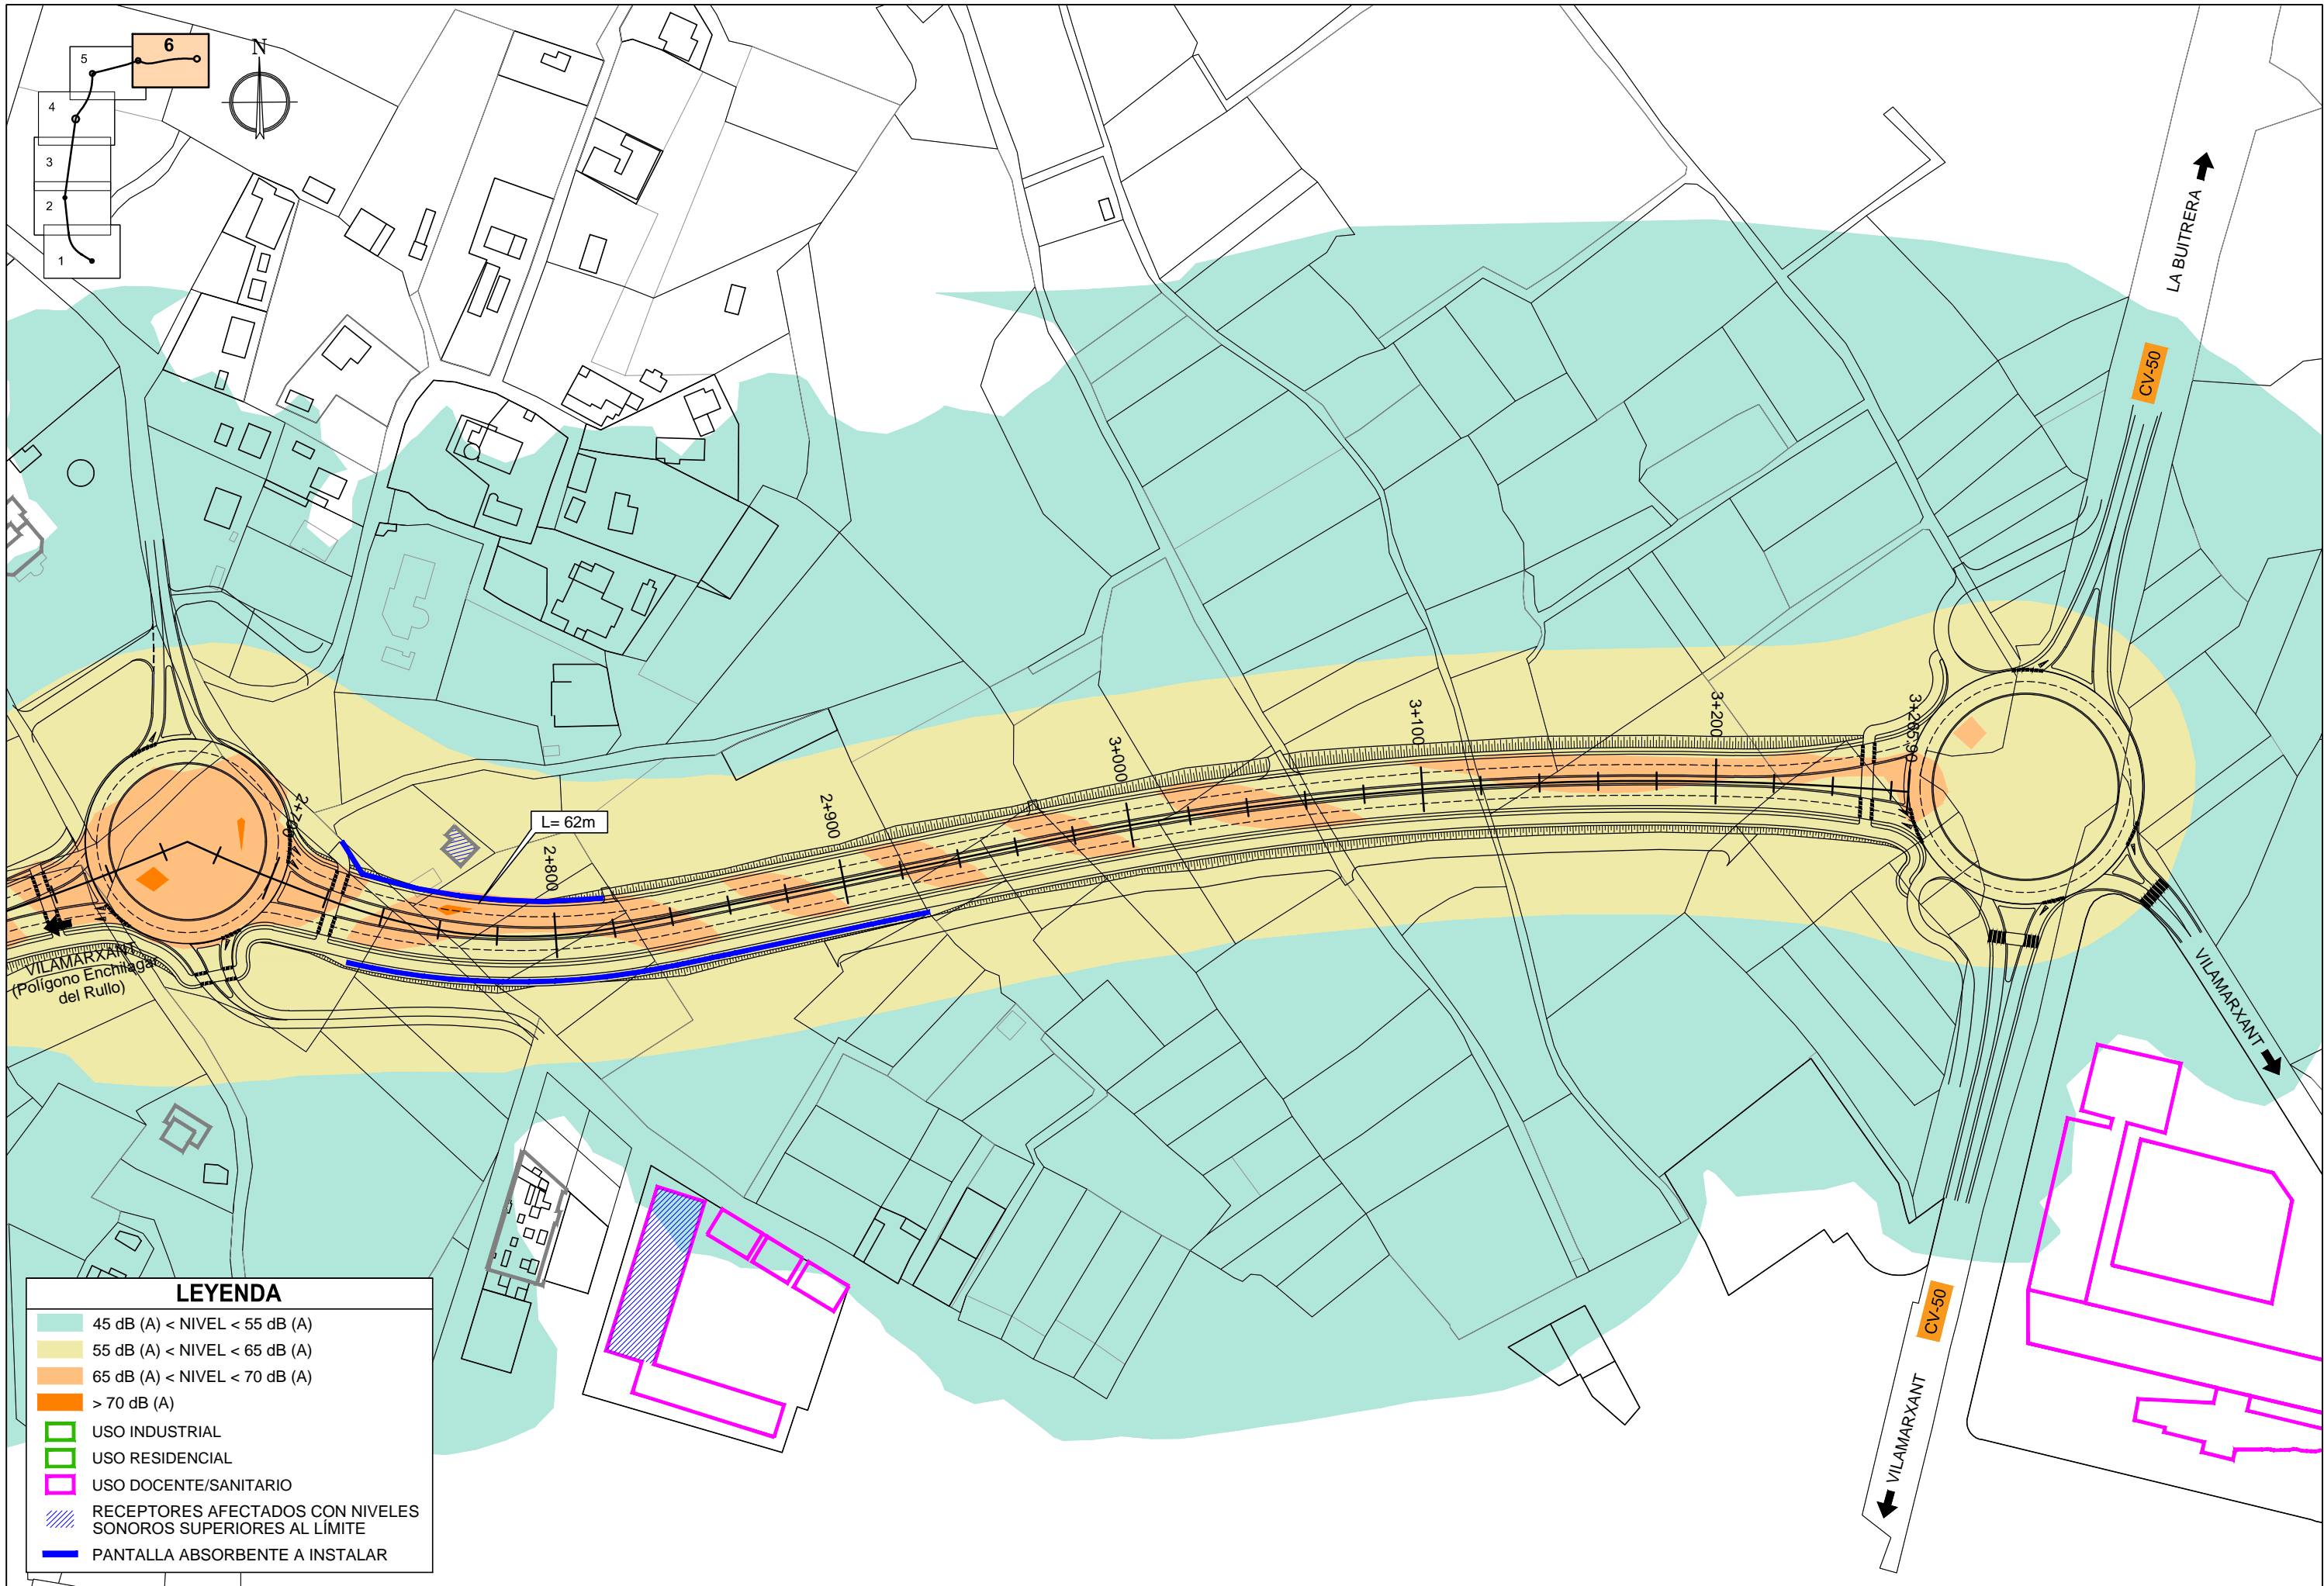 6
5
4
3
2
1
N
LA BUITRERA
CV-50
3+265.90
3+200
3+100
3+000
2+900
2+800
L= 62m
VILAMARXANT
(Polígono Enchilagar
del Rullo)
VILAMARXANT
CV-50
VILAMARXANT
LEYENDA
45 dB (A) < NIVEL < 55 dB (A)
55 dB (A) < NIVEL < 65 dB (A)
65 dB (A) < NIVEL < 70 dB (A)
> 70 dB (A)
USO INDUSTRIAL
USO RESIDENCIAL
USO DOCENTE/SANITARIO
RECEPTORES AFECTADOS CON NIVELES
SONOROS SUPERIORES AL LÍMITE
PANTALLA ABSORBENTE A INSTALAR